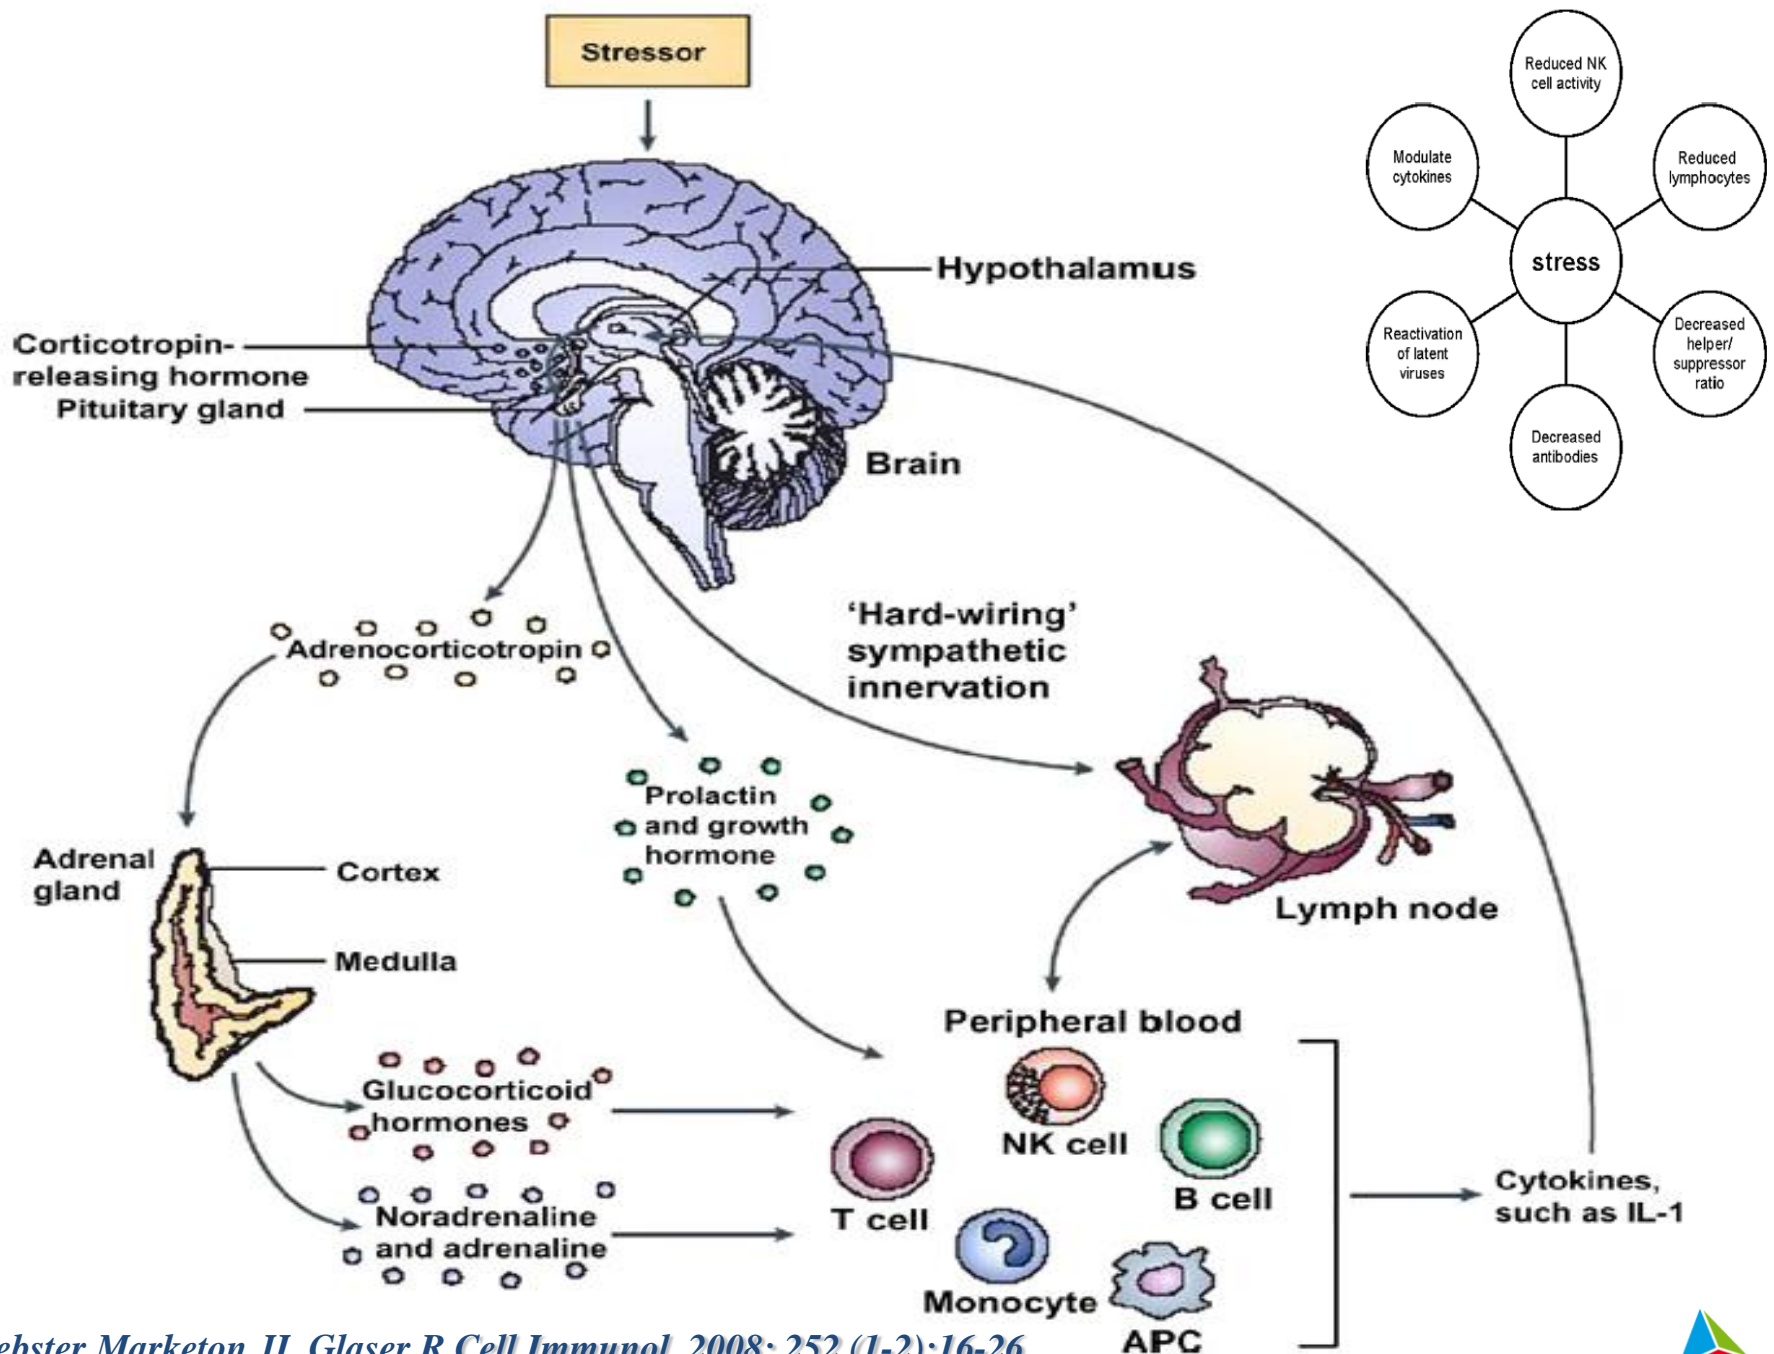 Stressor
Hypothalamus
Corticotropin-
releasing hormone
Pituitary gland
Brain
Adrenocorticotropin
'Hard-wiring'
sympathetic
innervation
Prolactin
and growth
hormone
Adrenal
gland
Cortex
Medulla
Lymph node
Peripheral blood
Glucocorticoid
hormones
NK cell
B cell
T cell
Noradrenaline
and adrenaline
Monocyte
APC
Cytokines,
such as IL-1
Reduced NK
cell activity
Modulate
cytokines
Reduced
lymphocytes
stress
Reactivation
of latent
viruses
Decreased
helper/
suppressor
ratio
Decreased
antibodies
Marketon JI, Glaser R Cell Immunol. 2008; 252 (1-2):16-26